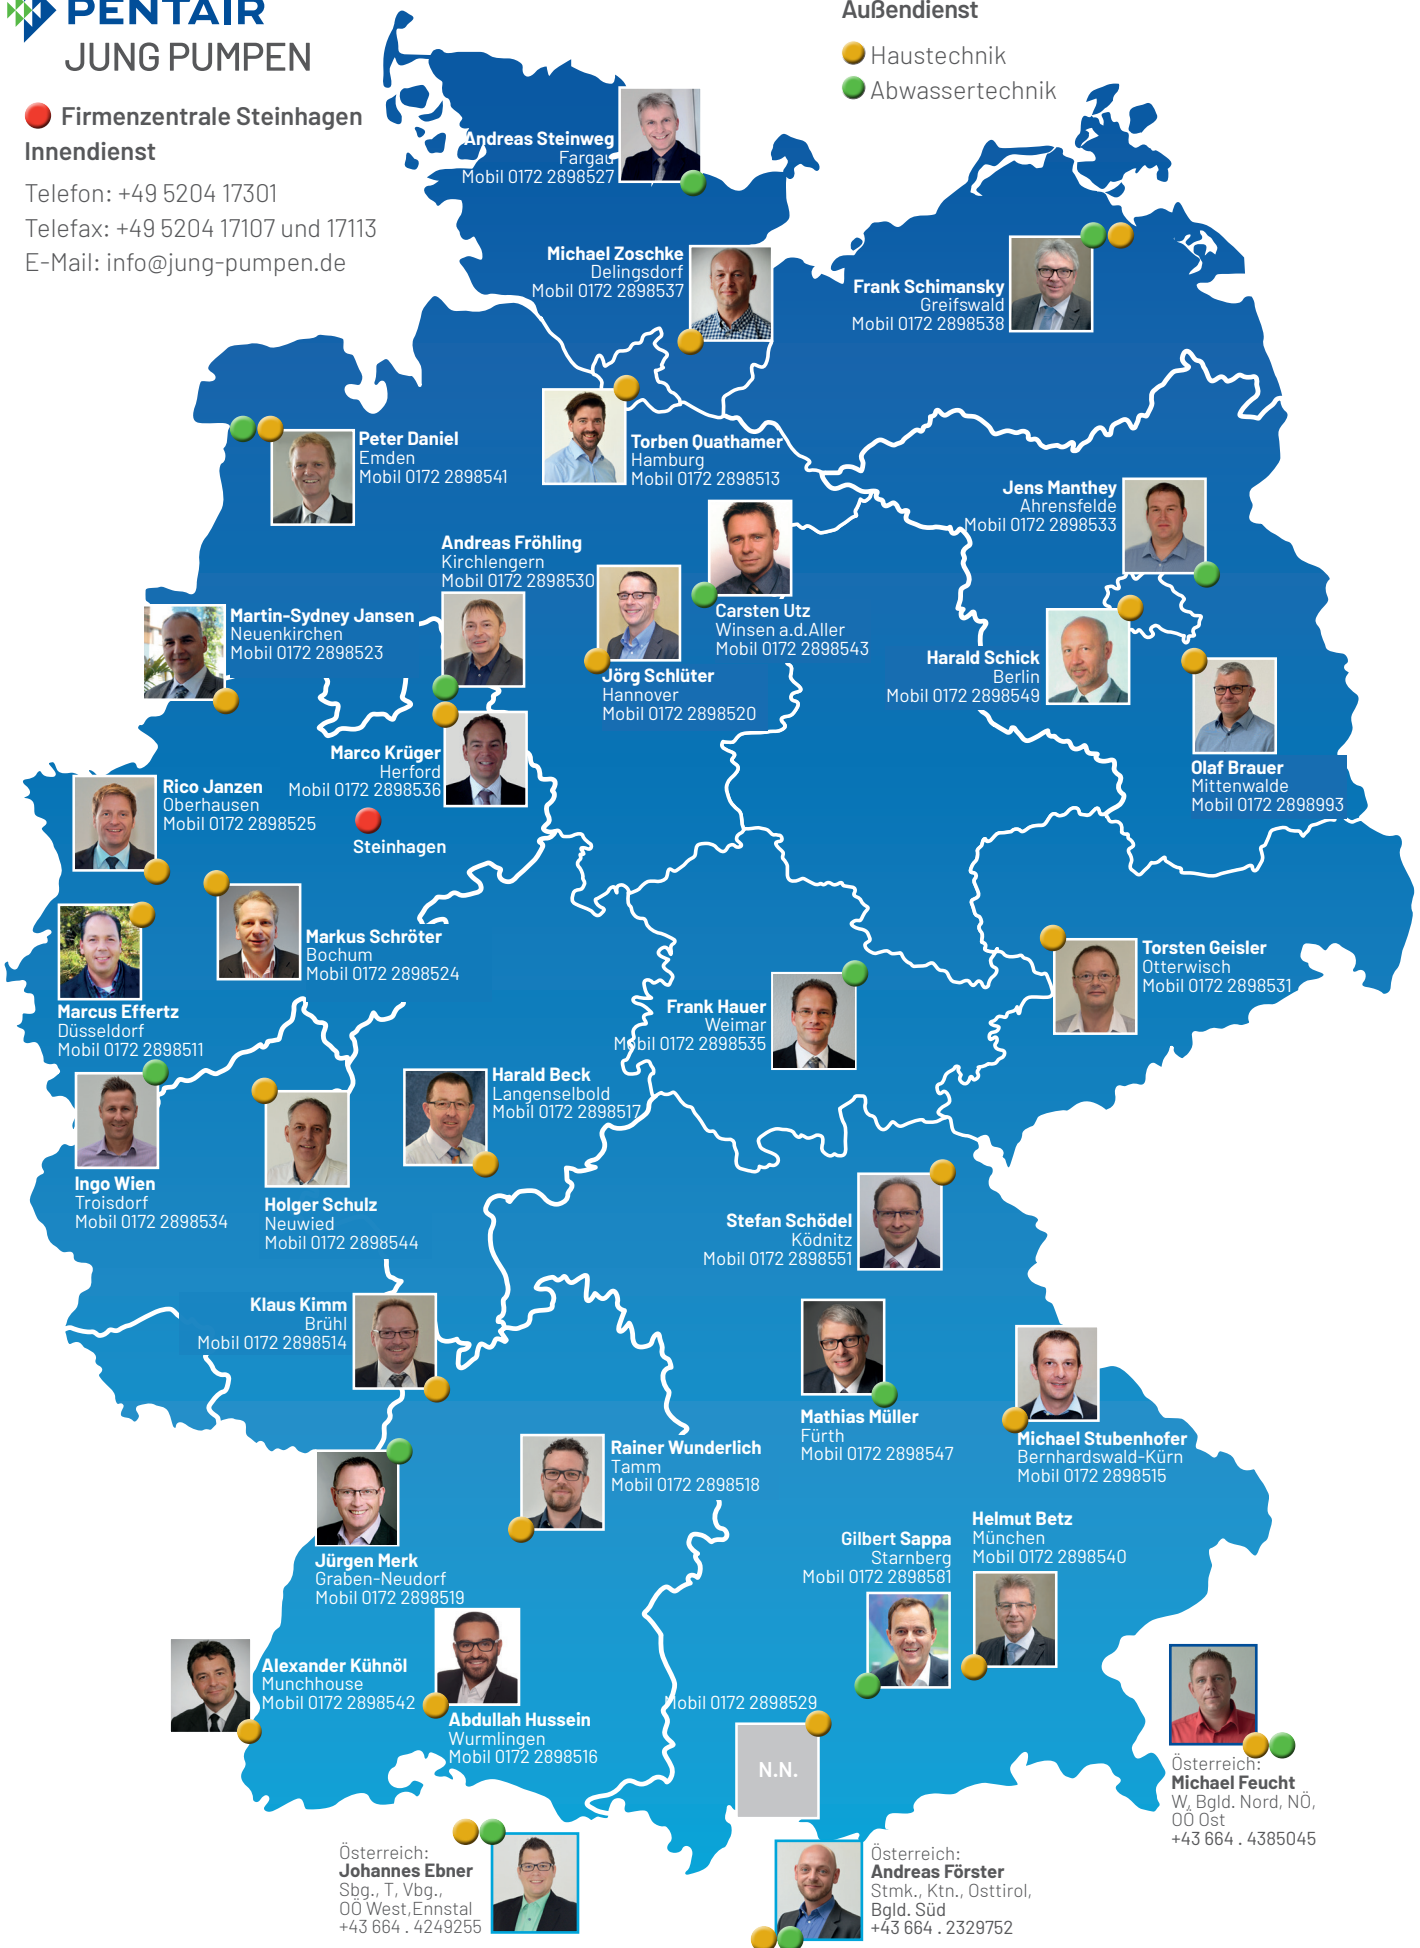 PENTAIR
JUNG PUMPEN
Firmenzentrale Steinhagen
Innendienst
Telefon: +49 5204 17301
Telefax: +49 5204 17107 und 17113
E-Mail: info@jung-pumpen.de
Außendienst
Haustechnik
Abwassertechnik
Andreas Steinweg
Fargau
Mobil 0172 2898527
Michael Zoschke
Delingsdorf
Mobil 0172 2898537
Frank Schimansky
Greifswald
Mobil 0172 2898538
Peter Daniel
Emden
Mobil 0172 2898541
Torben Quathamer
Hamburg
Mobil 0172 2898513
Jens Manthey
Ahrensfelde
Mobil 0172 2898533
Andreas Fröhling
Kirchlengern
Mobil 0172 2898530
Carsten Utz
Winsen a.d.Aller
Mobil 0172 2898543
Martin-Sydney Jansen
Neuenkirchen
Mobil 0172 2898523
Jörg Schlüter
Hannover
Mobil 0172 2898520
Harald Schick
Berlin
Mobil 0172 2898549
Marco Krüger
Herford
Mobil 0172 2898536
Olaf Brauer
Mittenwalde
Mobil 0172 2898993
Rico Janzen
Oberhausen
Mobil 0172 2898525
Steinhagen
Markus Schröter
Bochum
Mobil 0172 2898524
Torsten Geisler
Otterwisch
Mobil 0172 2898531
Marcus Effertz
Düsseldorf
Mobil 0172 2898511
Frank Hauer
Weimar
Mobil 0172 2898535
Harald Beck
Langenselbold
Mobil 0172 2898517
Ingo Wien
Troisdorf
Mobil 0172 2898534
Holger Schulz
Neuwied
Mobil 0172 2898544
Stefan Schödel
Ködnitz
Mobil 0172 2898551
Klaus Kimm
Brühl
Mobil 0172 2898514
Mathias Müller
Fürth
Mobil 0172 2898547
Michael Stubenhofer
Bernhardswald-Kürn
Mobil 0172 2898515
Rainer Wunderlich
Tamm
Mobil 0172 2898518
Helmut Betz
München
Mobil 0172 2898540
Gilbert Sappa
Starnberg
Mobil 0172 2898581
Jürgen Merk
Graben-Neudorf
Mobil 0172 2898519
Alexander Kühnöl
Munchhouse
Mobil 0172 2898542
Abdullah Hussein
Wurmlingen
Mobil 0172 2898516
Mobil 0172 2898529
N.N.
Österreich:
Michael Feucht
W, Bgld. Nord, NÖ,
OÖ Ost
+43 664 . 4385045
Österreich:
Johannes Ebner
Sbg., T, Vbg.,
OÖ West,Ennstal
+43 664 . 4249255
Österreich:
Andreas Förster
Stmk., Ktn., Osttirol,
Bgld. Süd
+43 664 . 2329752